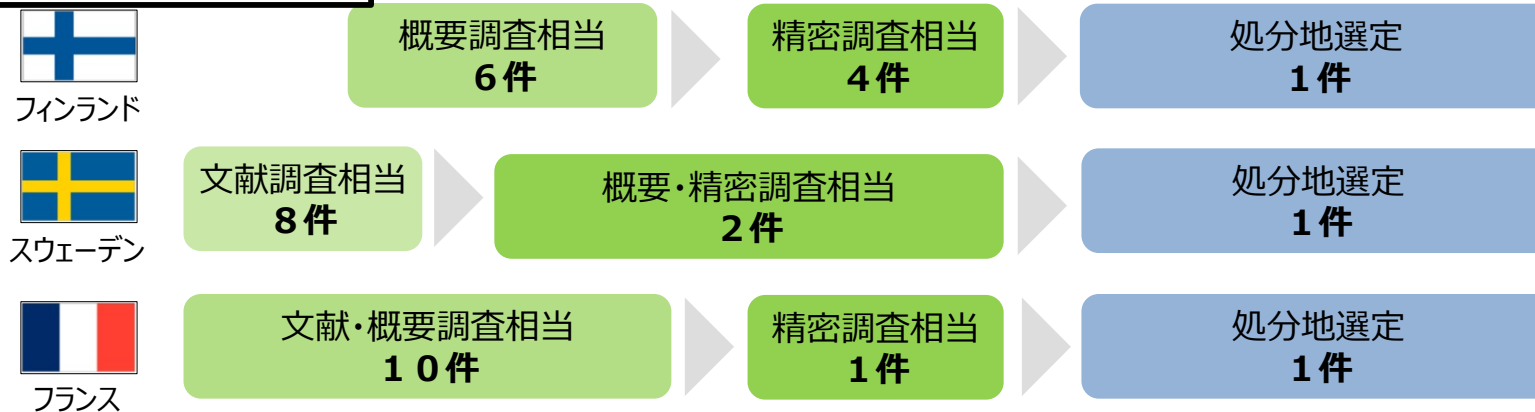 概要調査相当
6件
精密調査相当
4件
処分地選定
1件
フィンランド
文献調査相当
8件
概要・精密調査相当
2件
処分地選定
1件
スウェーデン
文献・概要調査相当
10件
精密調査相当
1件
処分地選定
1件
フランス